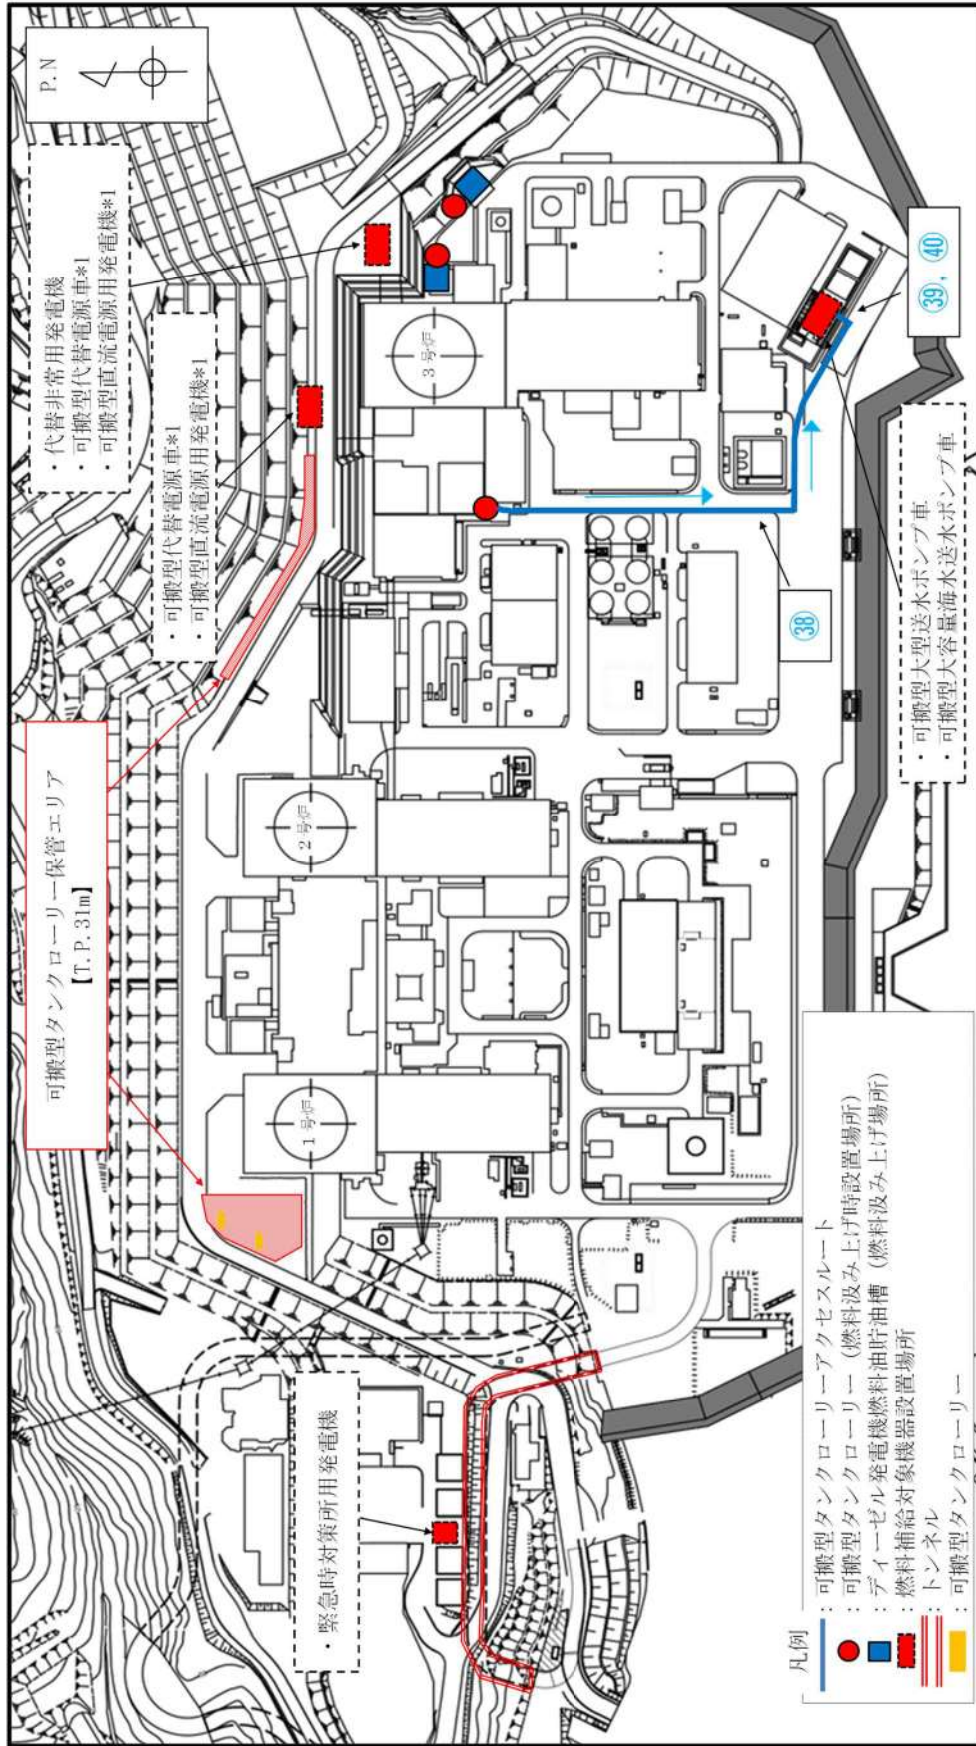 P.N
・代替非常用発電機
・可搬型代替電源車*1
・可搬型直流電源用発電機*1
・可搬型代替電源車*1
・可搬型直流電源用発電機*1
可搬型タンクローリー保管エリア
【T.P.31m】
・緊急時対策所用発電機
1号炉
2号炉
3号炉
㊳
㊴，㊵
・可搬型大型送水ポンプ車
・可搬型大容量海水送水ポンプ車
凡例
：可搬型タンクローリーアクセスルート
：可搬型タンクローリー（燃料汲み上げ時設置場所）
：ディーゼル発電機燃料油貯油槽（燃料汲み上げ場所）
：燃料補給対象機器設置場所
：トンネル
：可搬型タンクローリー